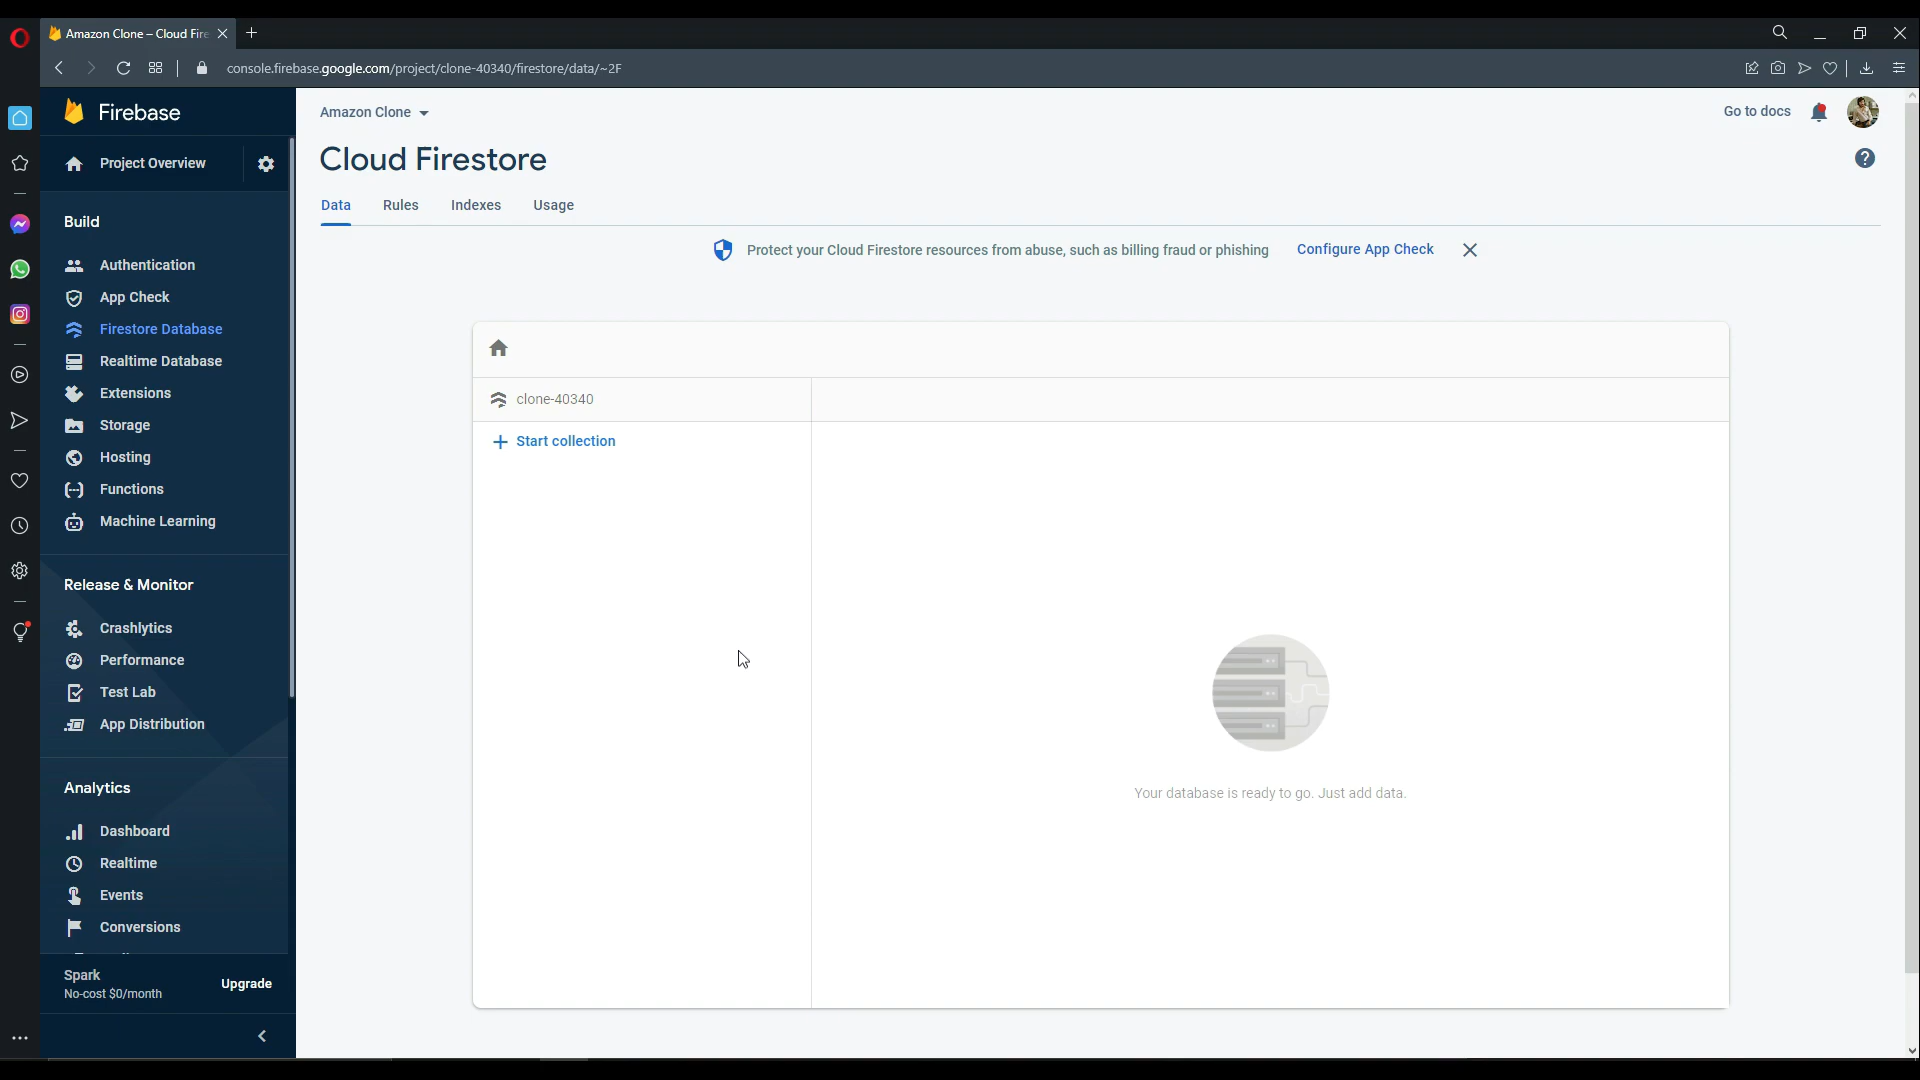 Amazon Clone – Cloud Fire
console.firebase.google.com/project/clone-40340/firestore/data/~2F
Firebase
Project Overview
Build
Authentication
App Check
Firestore Database
Realtime Database
Extensions
Storage
Hosting
Functions
Machine Learning
Release & Monitor
Crashlytics
Performance
Test Lab
App Distribution
Analytics
Dashboard
Realtime
Events
Conversions
Spark
No-cost $0/month
Upgrade
Amazon Clone
Go to docs
Cloud Firestore
Data Rules Indexes Usage
Protect your Cloud Firestore resources from abuse, such as billing fraud or phishing Configure App Check
clone-40340
Start collection
Your database is ready to go. Just add data.